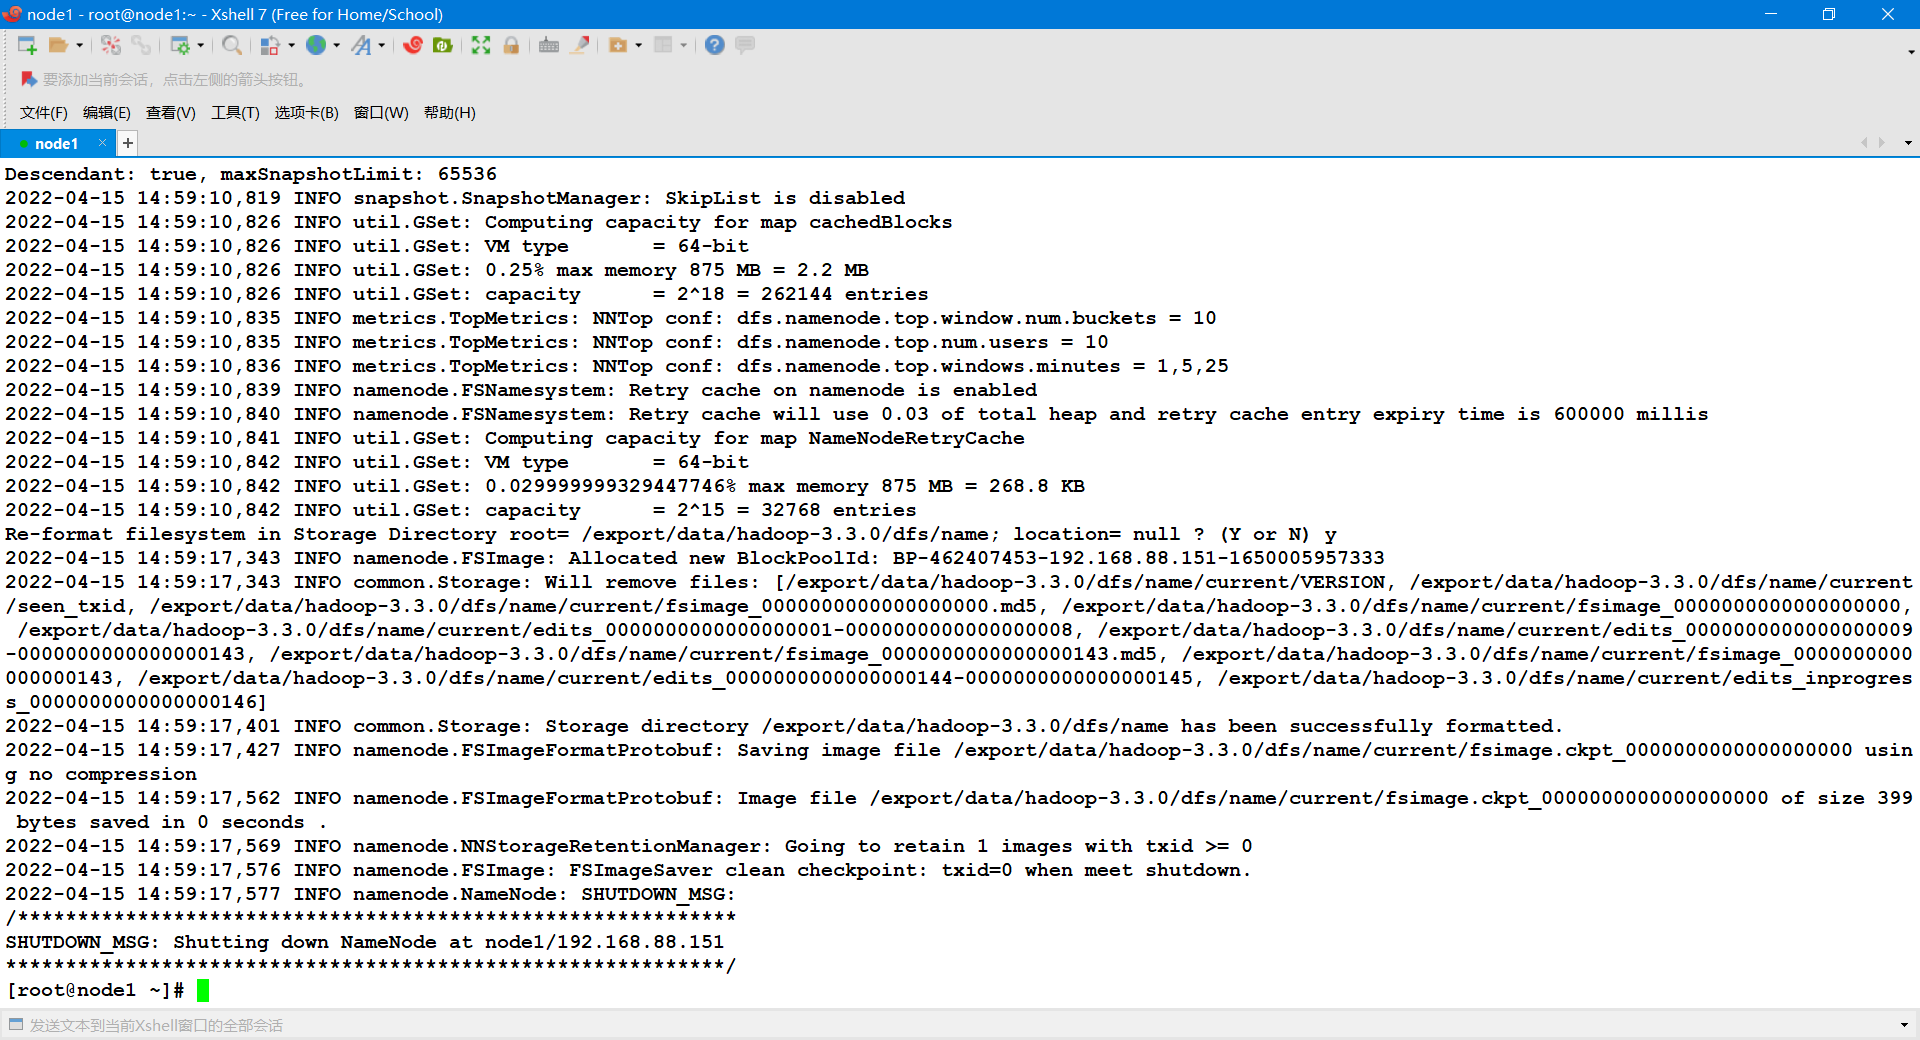 node1 - root@node1:~ - Xshell 7 (Free for Home/School)
要添加当前会话，点击左侧的箭头按钮。
文件(F) 编辑(E) 查看(V) 工具(T) 选项卡(B) 窗口(W) 帮助(H)
node1
Descendant: true, maxSnapshotLimit: 65536
2022-04-15 14:59:10,819 INFO snapshot.SnapshotManager: SkipList is disabled
2022-04-15 14:59:10,826 INFO util.GSet: Computing capacity for map cachedBlocks
2022-04-15 14:59:10,826 INFO util.GSet: VM type       = 64-bit
2022-04-15 14:59:10,826 INFO util.GSet: 0.25% max memory 875 MB = 2.2 MB
2022-04-15 14:59:10,826 INFO util.GSet: capacity      = 2^18 = 262144 entries
2022-04-15 14:59:10,835 INFO metrics.TopMetrics: NNTop conf: dfs.namenode.top.window.num.buckets = 10
2022-04-15 14:59:10,835 INFO metrics.TopMetrics: NNTop conf: dfs.namenode.top.num.users = 10
2022-04-15 14:59:10,836 INFO metrics.TopMetrics: NNTop conf: dfs.namenode.top.windows.minutes = 1,5,25
2022-04-15 14:59:10,839 INFO namenode.FSNamesystem: Retry cache on namenode is enabled
2022-04-15 14:59:10,840 INFO namenode.FSNamesystem: Retry cache will use 0.03 of total heap and retry cache entry expiry time is 600000 millis
2022-04-15 14:59:10,841 INFO util.GSet: Computing capacity for map NameNodeRetryCache
2022-04-15 14:59:10,842 INFO util.GSet: VM type       = 64-bit
2022-04-15 14:59:10,842 INFO util.GSet: 0.029999999329447746% max memory 875 MB = 268.8 KB
2022-04-15 14:59:10,842 INFO util.GSet: capacity      = 2^15 = 32768 entries
Re-format filesystem in Storage Directory root= /export/data/hadoop-3.3.0/dfs/name; location= null ? (Y or N) y
2022-04-15 14:59:17,343 INFO namenode.FSImage: Allocated new BlockPoolId: BP-462407453-192.168.88.151-1650005957333
2022-04-15 14:59:17,343 INFO common.Storage: Will remove files: [/export/data/hadoop-3.3.0/dfs/name/current/VERSION, /export/data/hadoop-3.3.0/dfs/name/current
/seen_txid, /export/data/hadoop-3.3.0/dfs/name/current/fsimage_0000000000000000000.md5, /export/data/hadoop-3.3.0/dfs/name/current/fsimage_0000000000000000000,
/export/data/hadoop-3.3.0/dfs/name/current/edits_0000000000000000001-0000000000000000008, /export/data/hadoop-3.3.0/dfs/name/current/edits_0000000000000000009
-0000000000000000143, /export/data/hadoop-3.3.0/dfs/name/current/fsimage_0000000000000000143.md5, /export/data/hadoop-3.3.0/dfs/name/current/fsimage_0000000000
000000143, /export/data/hadoop-3.3.0/dfs/name/current/edits_0000000000000000144-0000000000000000145, /export/data/hadoop-3.3.0/dfs/name/current/edits_inprogres
s_0000000000000000146]
2022-04-15 14:59:17,401 INFO common.Storage: Storage directory /export/data/hadoop-3.3.0/dfs/name has been successfully formatted.
2022-04-15 14:59:17,427 INFO namenode.FSImageFormatProtobuf: Saving image file /export/data/hadoop-3.3.0/dfs/name/current/fsimage.ckpt_0000000000000000000 usin
g no compression
2022-04-15 14:59:17,562 INFO namenode.FSImageFormatProtobuf: Image file /export/data/hadoop-3.3.0/dfs/name/current/fsimage.ckpt_0000000000000000000 of size 399
bytes saved in 0 seconds .
2022-04-15 14:59:17,569 INFO namenode.NNStorageRetentionManager: Going to retain 1 images with txid >= 0
2022-04-15 14:59:17,576 INFO namenode.FSImage: FSImageSaver clean checkpoint: txid=0 when meet shutdown.
2022-04-15 14:59:17,577 INFO namenode.NameNode: SHUTDOWN_MSG:
/************************************************************
SHUTDOWN_MSG: Shutting down NameNode at node1/192.168.88.151
************************************************************/
[root@node1 ~]#
发送文本到当前Xshell窗口的全部会话